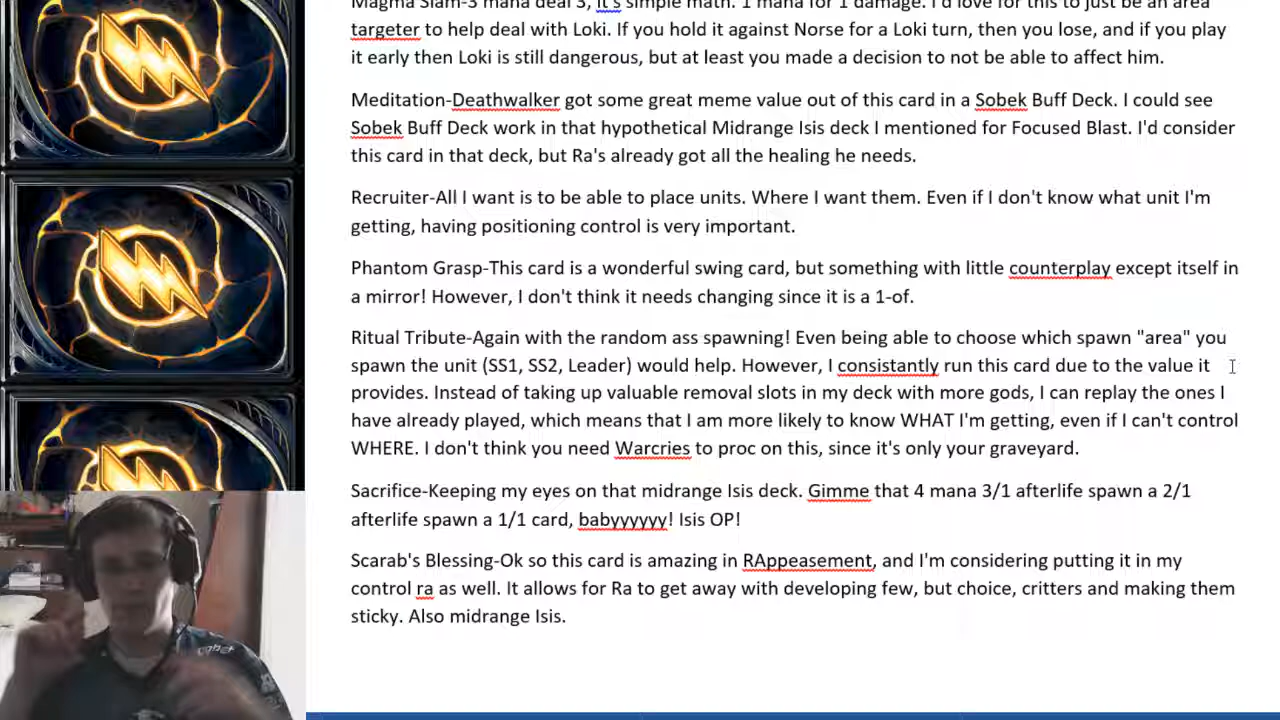 Magma Slam-3 mana deal 3, it's simple math. 1 mana for 1 damage. I'd love for this to just be an area
targeter to help deal with Loki. If you hold it against Norse for a Loki turn, then you lose, and if you play
it early then Loki is still dangerous, but at least you made a decision to not be able to affect him.
Meditation-Deathwalker got some great meme value out of this card in a Sobek Buff Deck. I could see
Sobek Buff Deck work in that hypothetical Midrange Isis deck I mentioned for Focused Blast. I'd consider
this card in that deck, but Ra's already got all the healing he needs.
Recruiter-All I want is to be able to place units. Where I want them. Even if I don't know what unit I'm
getting, having positioning control is very important.
Phantom Grasp-This card is a wonderful swing card, but something with little counterplay except itself in
a mirror! However, I don't think it needs changing since it is a 1-of.
Ritual Tribute-Again with the random ass spawning! Even being able to choose which spawn "area" you
spawn the unit (SS1, SS2, Leader) would help. However, I consistantly run this card due to the value it
provides. Instead of taking up valuable removal slots in my deck with more gods, I can replay the ones I
have already played, which means that I am more likely to know WHAT I'm getting, even if I can't control
WHERE. I don't think you need Warcries to proc on this, since it's only your graveyard.
Sacrifice-Keeping my eyes on that midrange Isis deck. Gimme that 4 mana 3/1 afterlife spawn a 2/1
afterlife spawn a 1/1 card, babyyyyyy! Isis OP!
Scarab's Blessing-Ok so this card is amazing in RAppeasement, and I'm considering putting it in my
control ra as well. It allows for Ra to get away with developing few, but choice, critters and making them
sticky. Also midrange Isis.